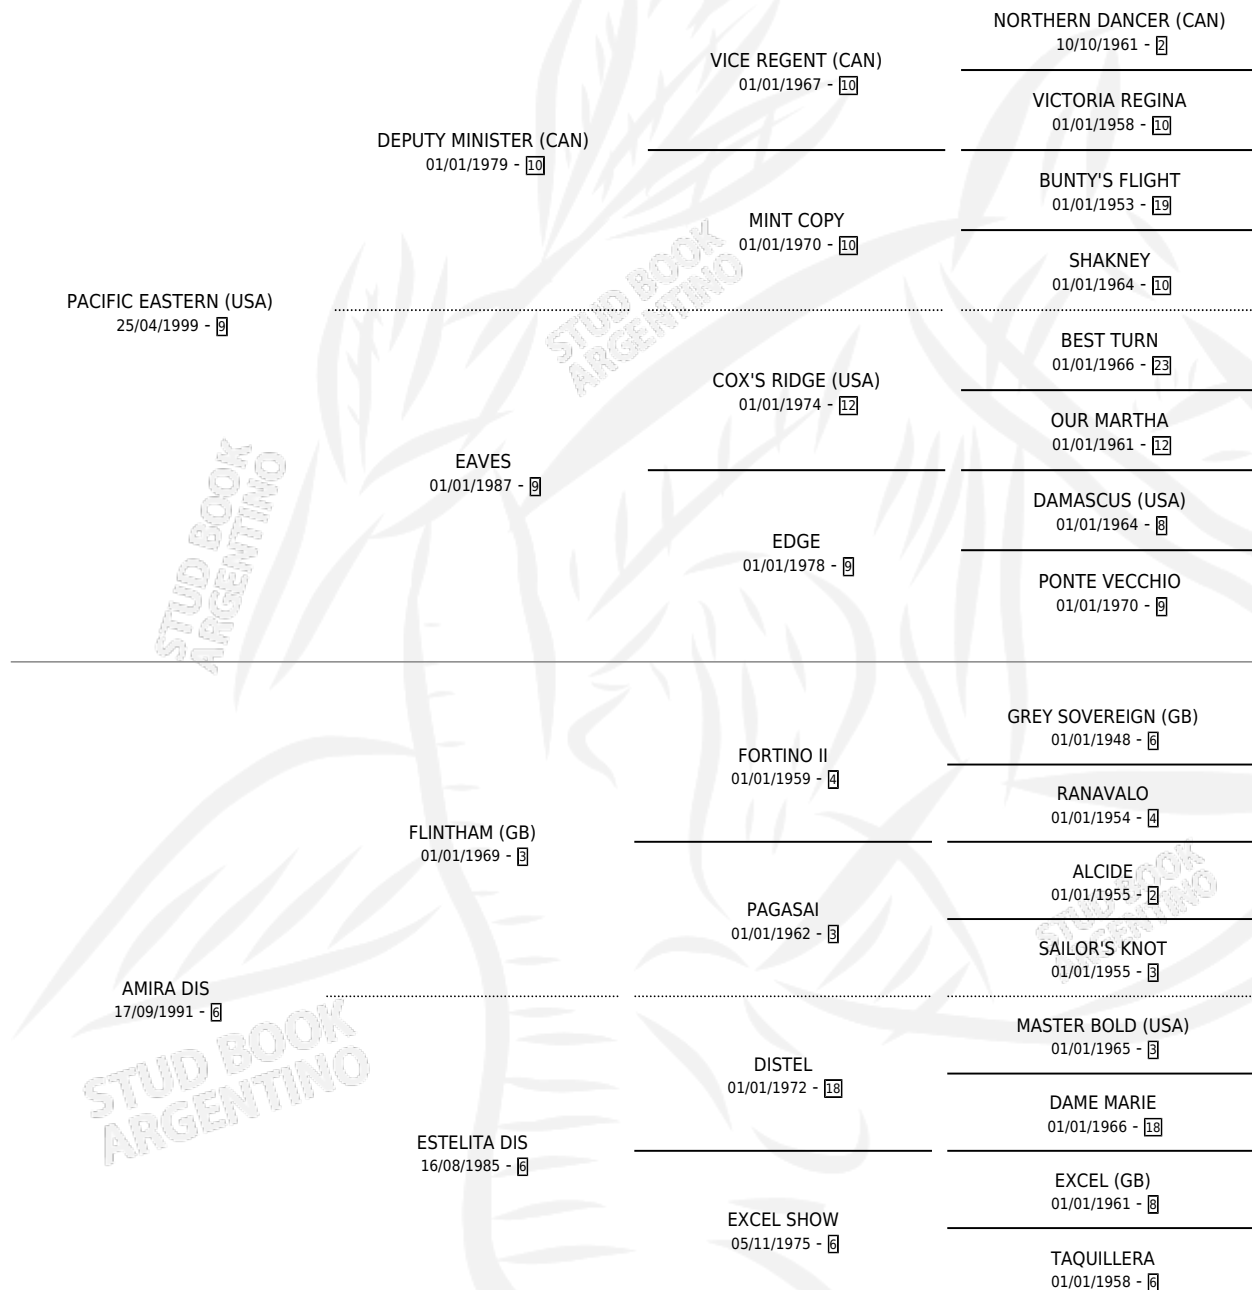 NORTHERN DANCER (CAN)
10/10/1961 - 2
VICE REGENT (CAN)
01/01/1967 - 10
VICTORIA REGINA
01/01/1958 - 10
DEPUTY MINISTER (CAN)
01/01/1979 - 10
BUNTY'S FLIGHT
01/01/1953 - 19
MINT COPY
01/01/1970 - 10
SHAKNEY
01/01/1964 - 10
PACIFIC EASTERN (USA)
25/04/1999 - 9
STUD BOOK
ARGENTINO
BEST TURN
01/01/1966 - 23
COX'S RIDGE (USA)
01/01/1974 - 12
OUR MARTHA
01/01/1961 - 12
EAVES
01/01/1987 - 9
DAMASCUS (USA)
01/01/1964 - 8
EDGE
01/01/1978 - 9
PONTE VECCHIO
01/01/1970 - 9
STUD BOOK
ARGENTINO
GREY SOVEREIGN (GB)
01/01/1948 - 6
FORTINO II
01/01/1959 - 4
RANAVALO
01/01/1954 - 4
FLINTHAM (GB)
01/01/1969 - 3
ALCIDE
01/01/1955 - 2
PAGASAI
01/01/1962 - 3
SAILOR'S KNOT
01/01/1955 - 3
STUD BOOK
ARGENTINO
AMIRA DIS
17/09/1991 - 6
MASTER BOLD (USA)
01/01/1965 - 3
DISTEL
01/01/1972 - 18
DAME MARIE
01/01/1966 - 18
STUD BOOK
ARGENTINO
ESTELITA DIS
16/08/1985 - 6
EXCEL (GB)
01/01/1961 - 8
EXCEL SHOW
05/11/1975 - 6
TAQUILLERA
01/01/1958 - 6